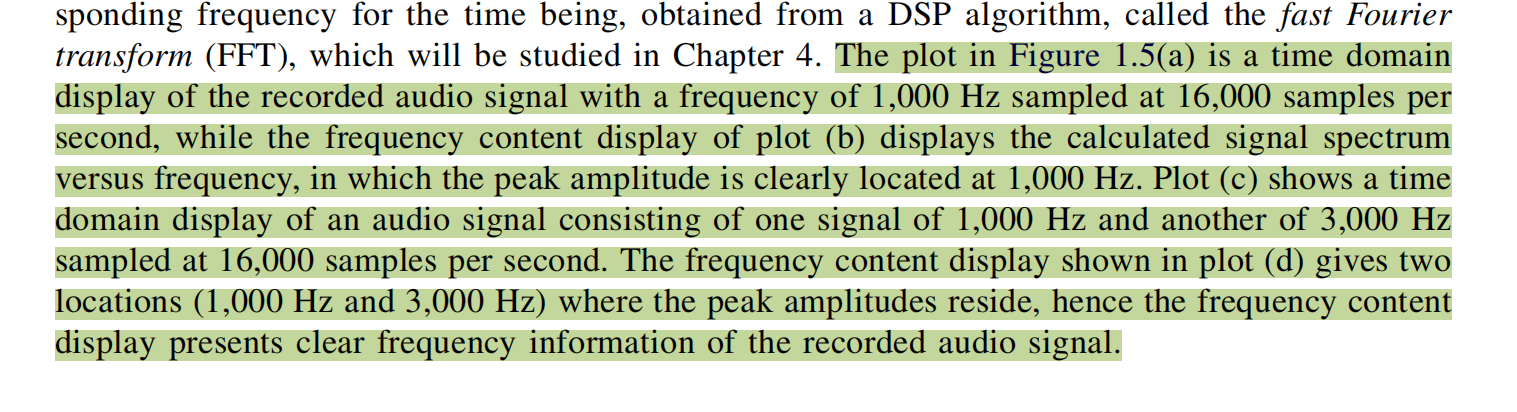 sponding frequency for the time being, obtained from a DSP algorithm, called the fast Fourier
transform (FFT), which will be studied in Chapter 4. The plot in Figure 1.5(a) is a time domain
display of the recorded audio signal with a frequency of 1,000 Hz sampled at 16,000 samples per
second, while the frequency content display of plot (b) displays the calculated signal spectrum
versus frequency, in which the peak amplitude is clearly located at 1,000 Hz. Plot (c) shows a time
domain display of an audio signal consisting of one signal of 1,000 Hz and another of 3,000 Hz
sampled at 16,000 samples per second. The frequency content display shown in plot (d) gives two
locations (1,000 Hz and 3,000 Hz) where the peak amplitudes reside, hence the frequency content
display presents clear frequency information of the recorded audio signal.